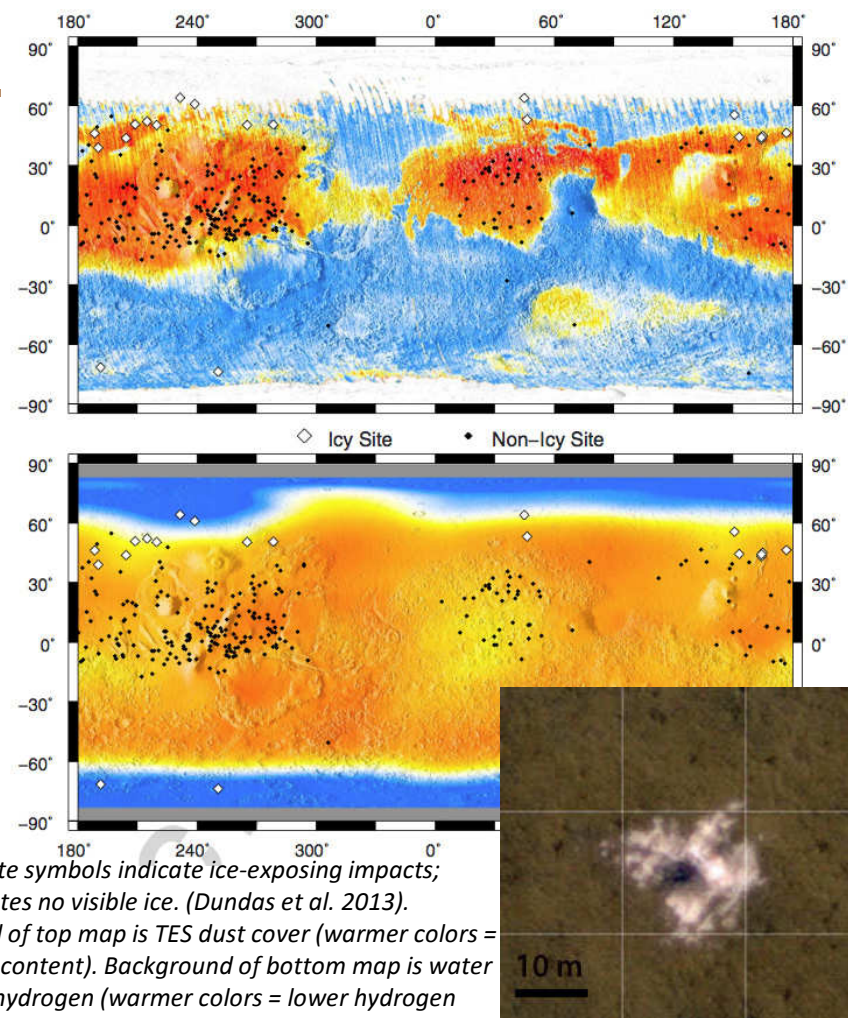 180° 240° 300° 0° 60° 120° 180°
90° 90°
60° 60°
30° 30°
0° 0°
−30° −30°
−60° −60°
−90° −90°
◇ Icy Site ◆ Non−Icy Site
90° 90°
60° 60°
30° 30°
0° 0°
−30°
−60°
−90°
180° 240° 300° 0°
te symbols indicate ice-exposing impacts;
tes no visible ice. (Dundas et al. 2013).
d of top map is TES dust cover (warmer colors =
content). Background of bottom map is water
hydrogen (warmer colors = lower hydrogen
10 m